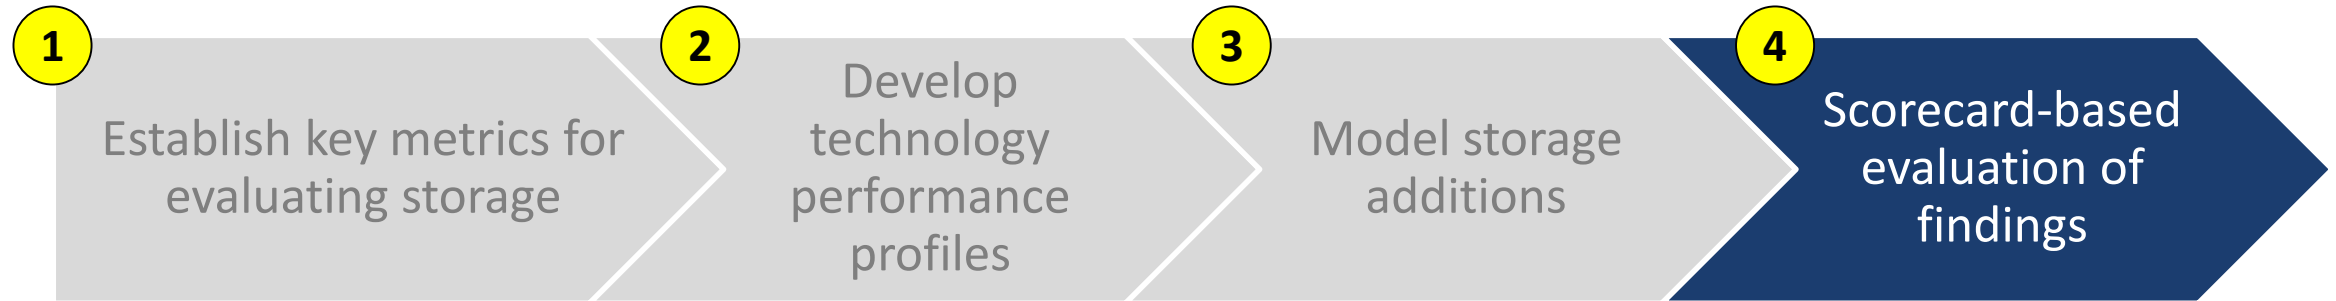 1
Establish key metrics for
evaluating storage
2
Develop
technology
performance
profiles
3
Model storage
additions
4
Scorecard-based
evaluation of
findings